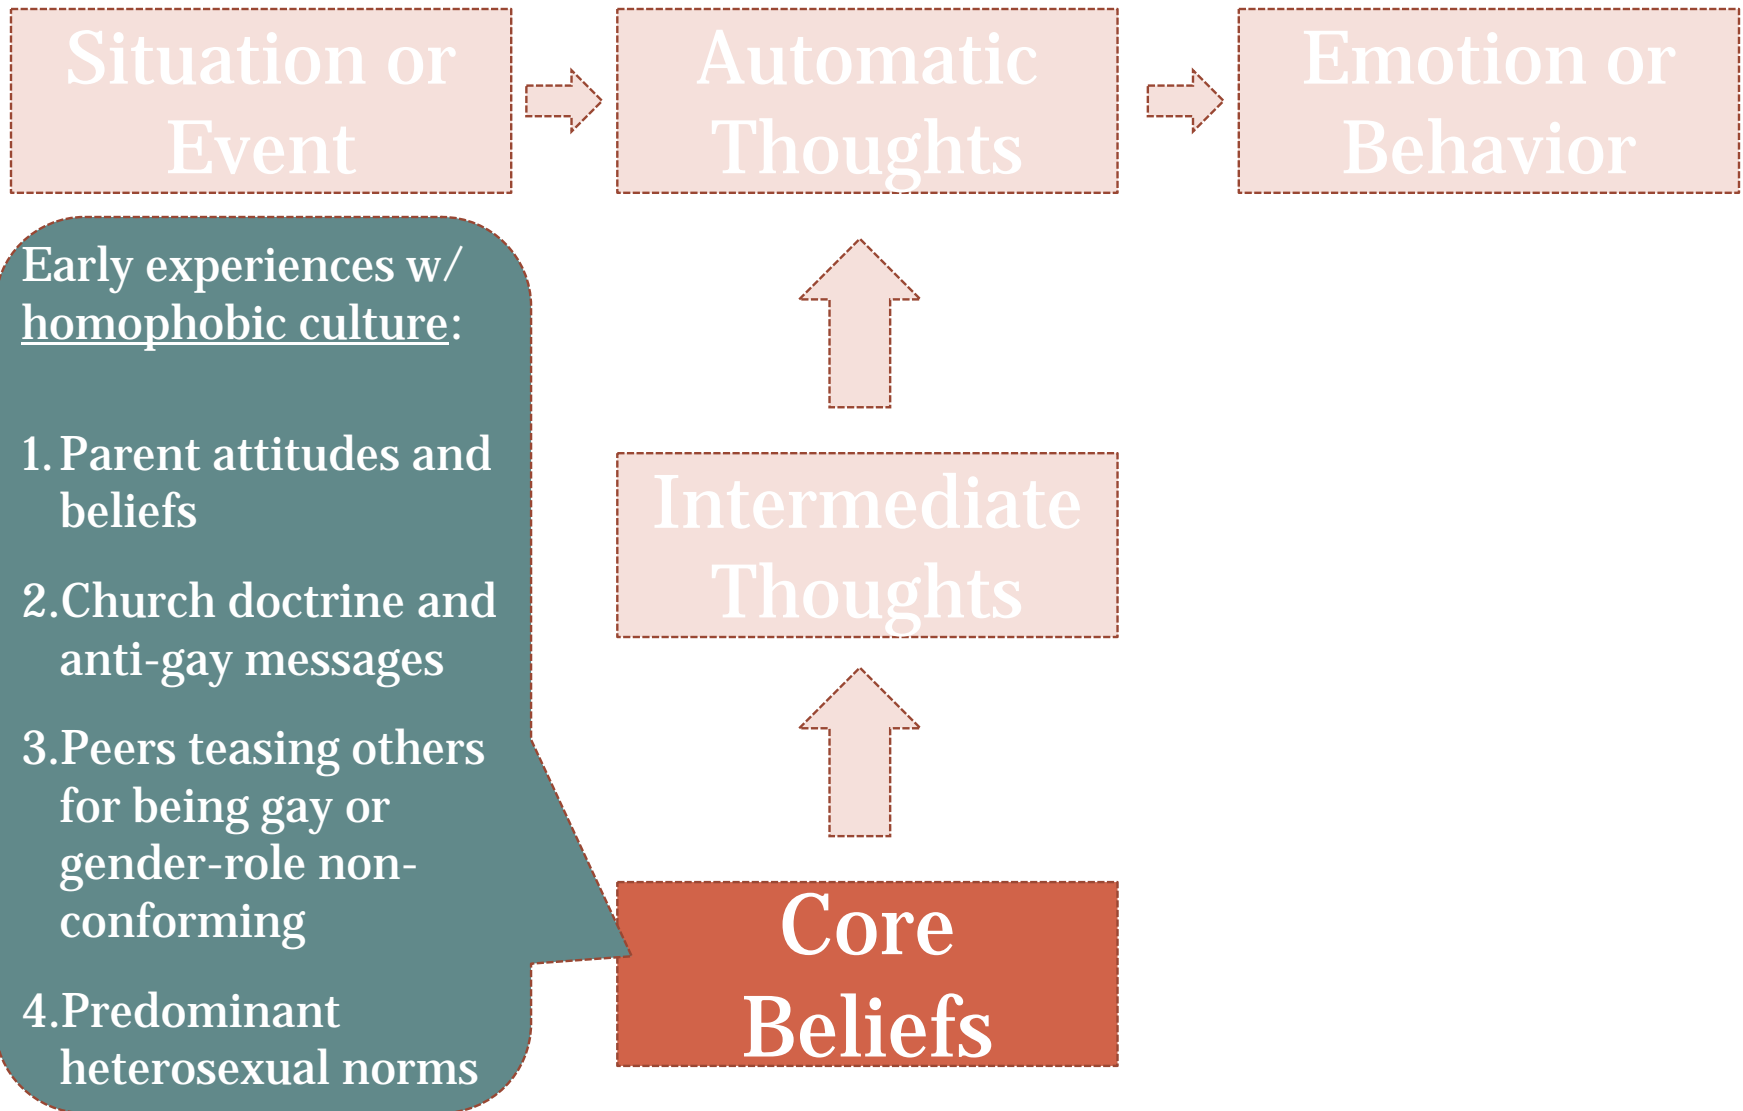 Situation or
Event
Automatic
Thoughts
Emotion or
Behavior
Early experiences w/
homophobic culture:
1. Parent attitudes and
beliefs
2.Church doctrine and
anti-gay messages
3.Peers teasing others
for being gay or
gender-role non-
conforming
4.Predominant
heterosexual norms
Intermediate
Thoughts
Core
Beliefs